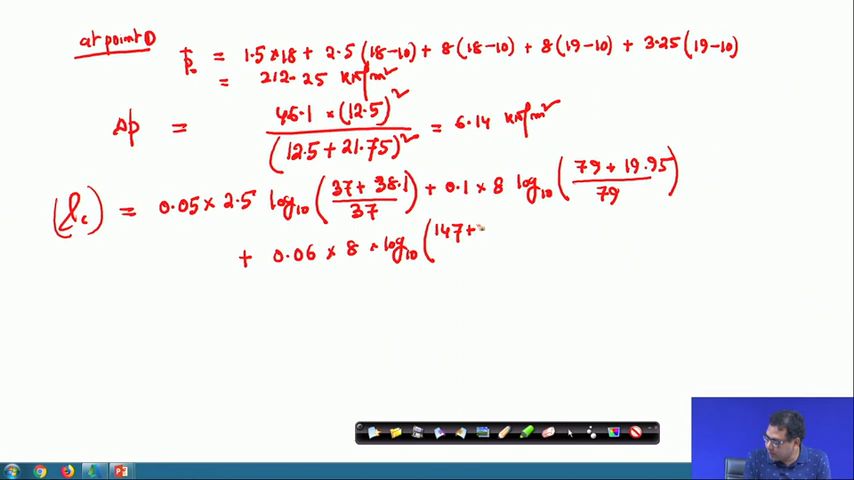 at point ①
p̄₀ = 1.5×18 + 2.5(18-10) + 8(18-10) + 8(19-10) + 3.25(19-10)
= 212.25 kN/m²
Δp = 46.1 × (12.5)² / (12.5 + 21.75)² = 6.14 kN/m²
(S_c) = 0.05 × 2.5 log₁₀ (37 + 38.1 / 37) + 0.1 × 8 log₁₀ (79 + 19.95 / 79)
+ 0.06 × 8 × log₁₀ (147+